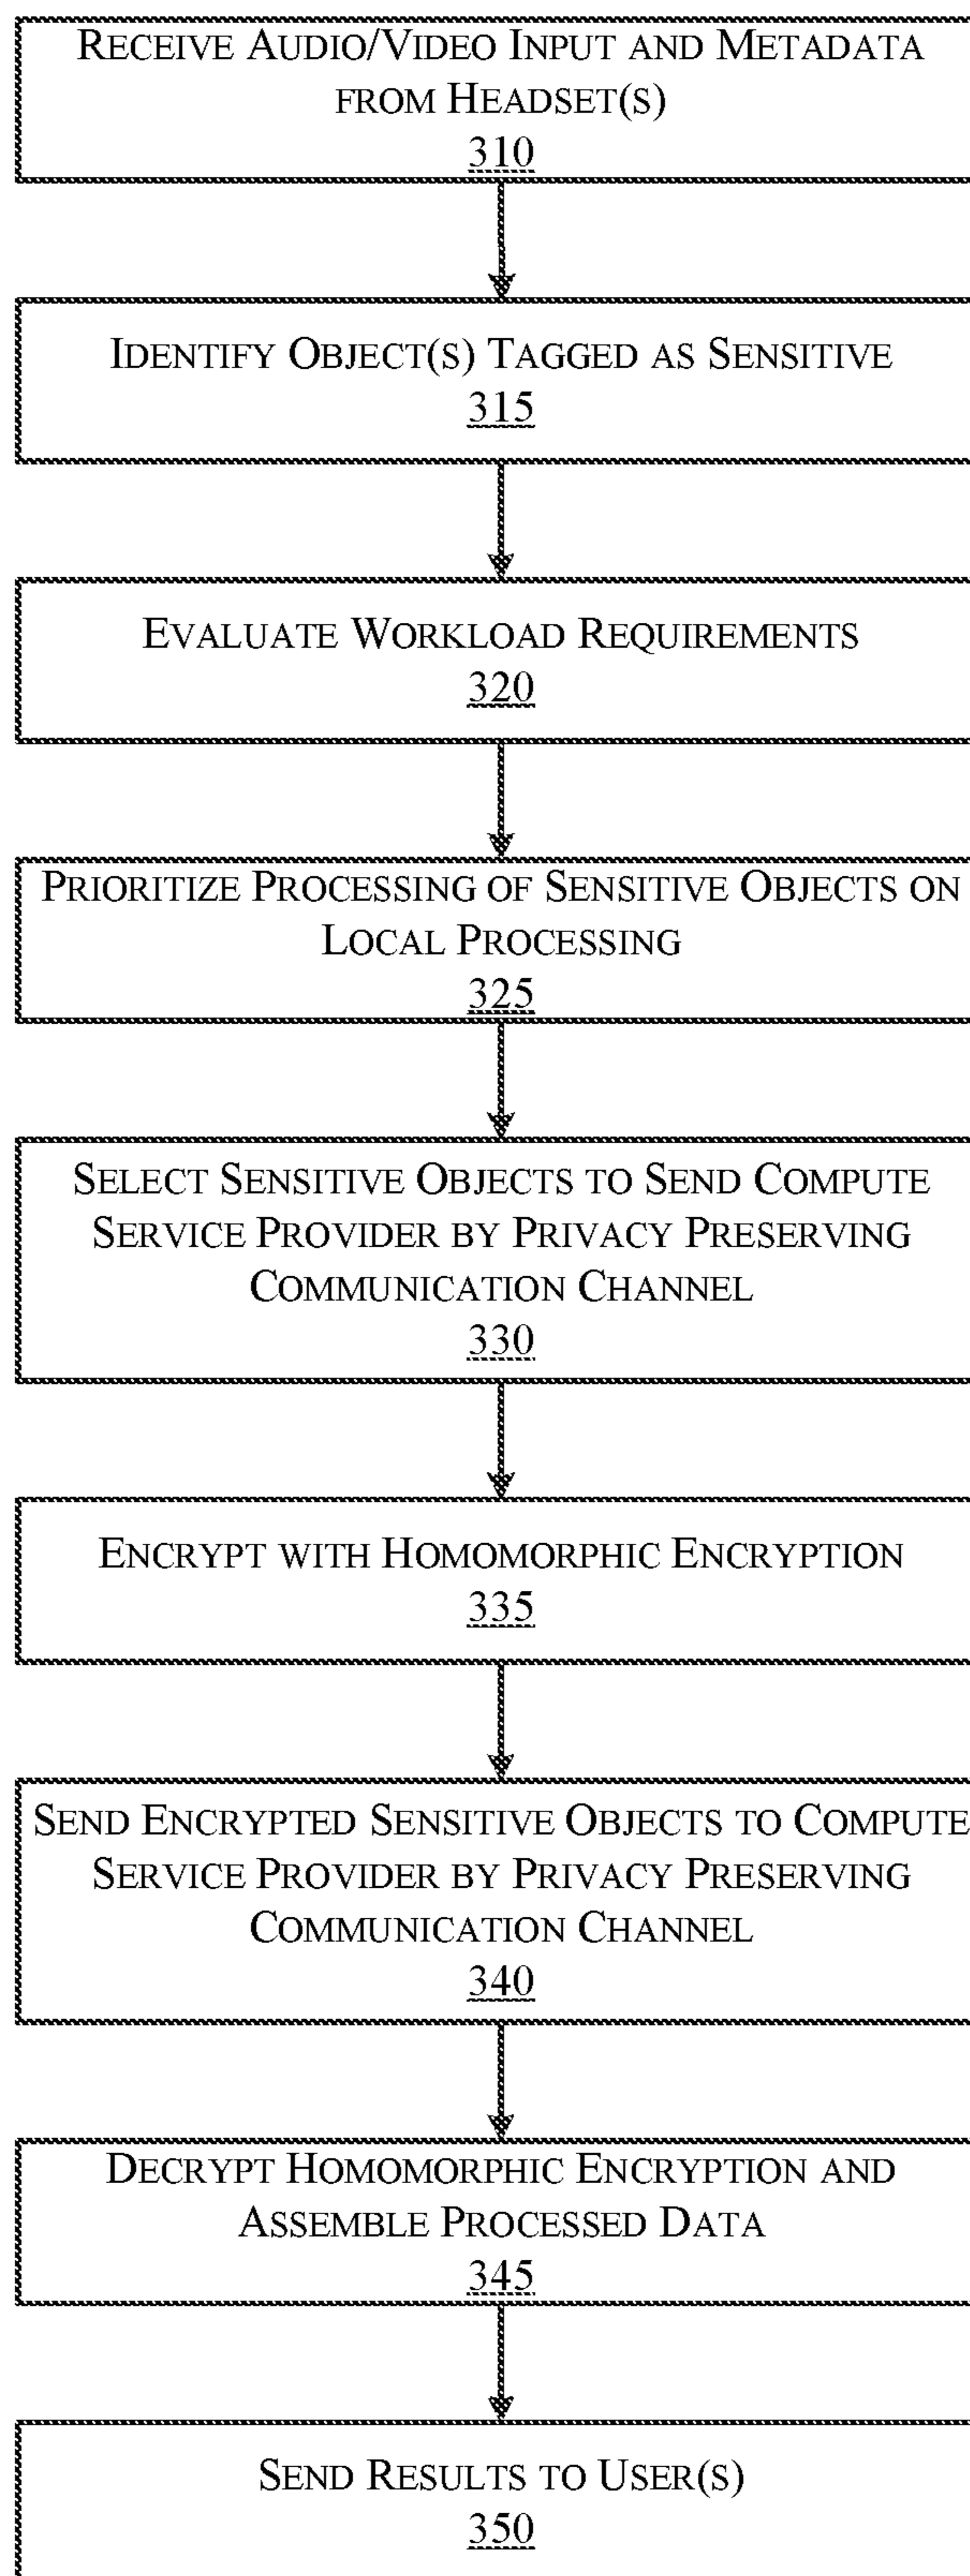 RECEIVE AUDIO/VIDEO INPUT AND METADATA
FROM HEADSET(S)
310
IDENTIFY OBJECT(S) TAGGED AS SENSITIVE
315
EVALUATE WORKLOAD REQUIREMENTS
320
PRIORITIZE PROCESSING OF SENSITIVE OBJECTS ON
LOCAL PROCESSING
325
SELECT SENSITIVE OBJECTS TO SEND COMPUTE
SERVICE PROVIDER BY PRIVACY PRESERVING
COMMUNICATION CHANNEL
330
ENCRYPT WITH HOMOMORPHIC ENCRYPTION
335
SEND ENCRYPTED SENSITIVE OBJECTS TO COMPUTE
SERVICE PROVIDER BY PRIVACY PRESERVING
COMMUNICATION CHANNEL
340
DECRYPT HOMOMORPHIC ENCRYPTION AND
ASSEMBLE PROCESSED DATA
345
SEND RESULTS TO USER(S)
350